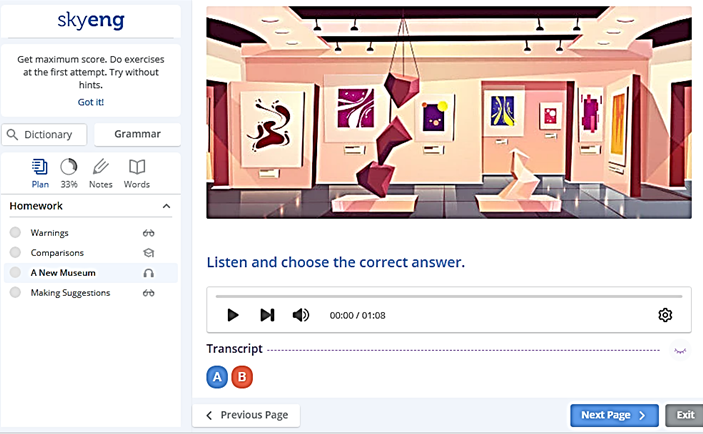 skyeng
Get maximum score. Do exercises
at the first attempt. Try without
hints.
Got it!
Dictionary
Grammar
Plan
33%
Notes
Words
Homework
Warnings
Comparisons
A New Museum
Making Suggestions
Listen and choose the correct answer.
00:00 / 01:08
Transcript
A
B
Previous Page
Next Page
Exit